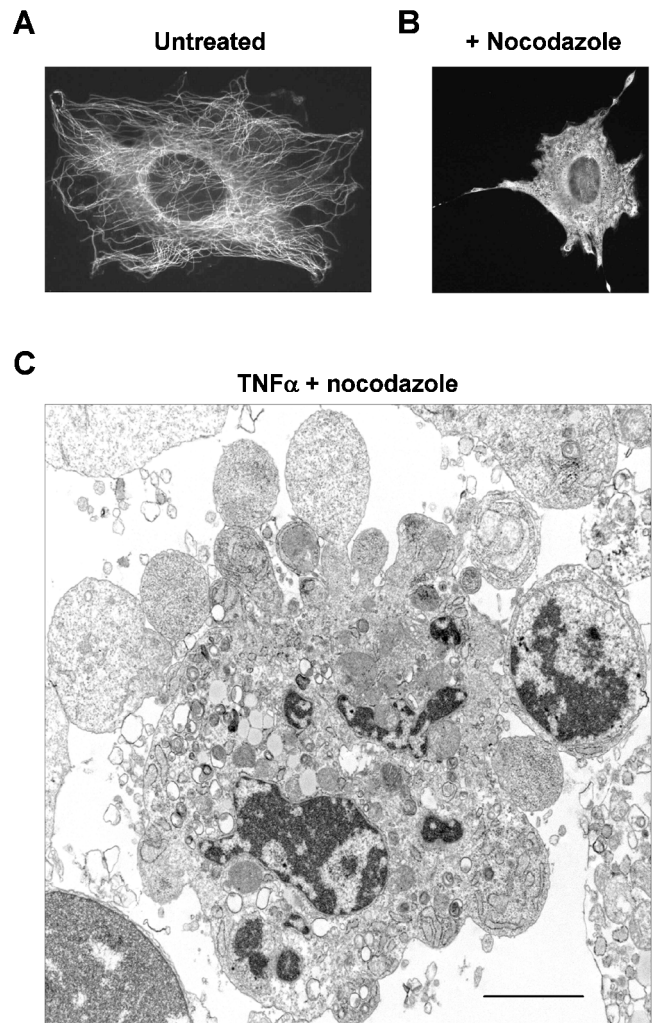 A
Untreated
B
+ Nocodazole
C
TNFα + nocodazole